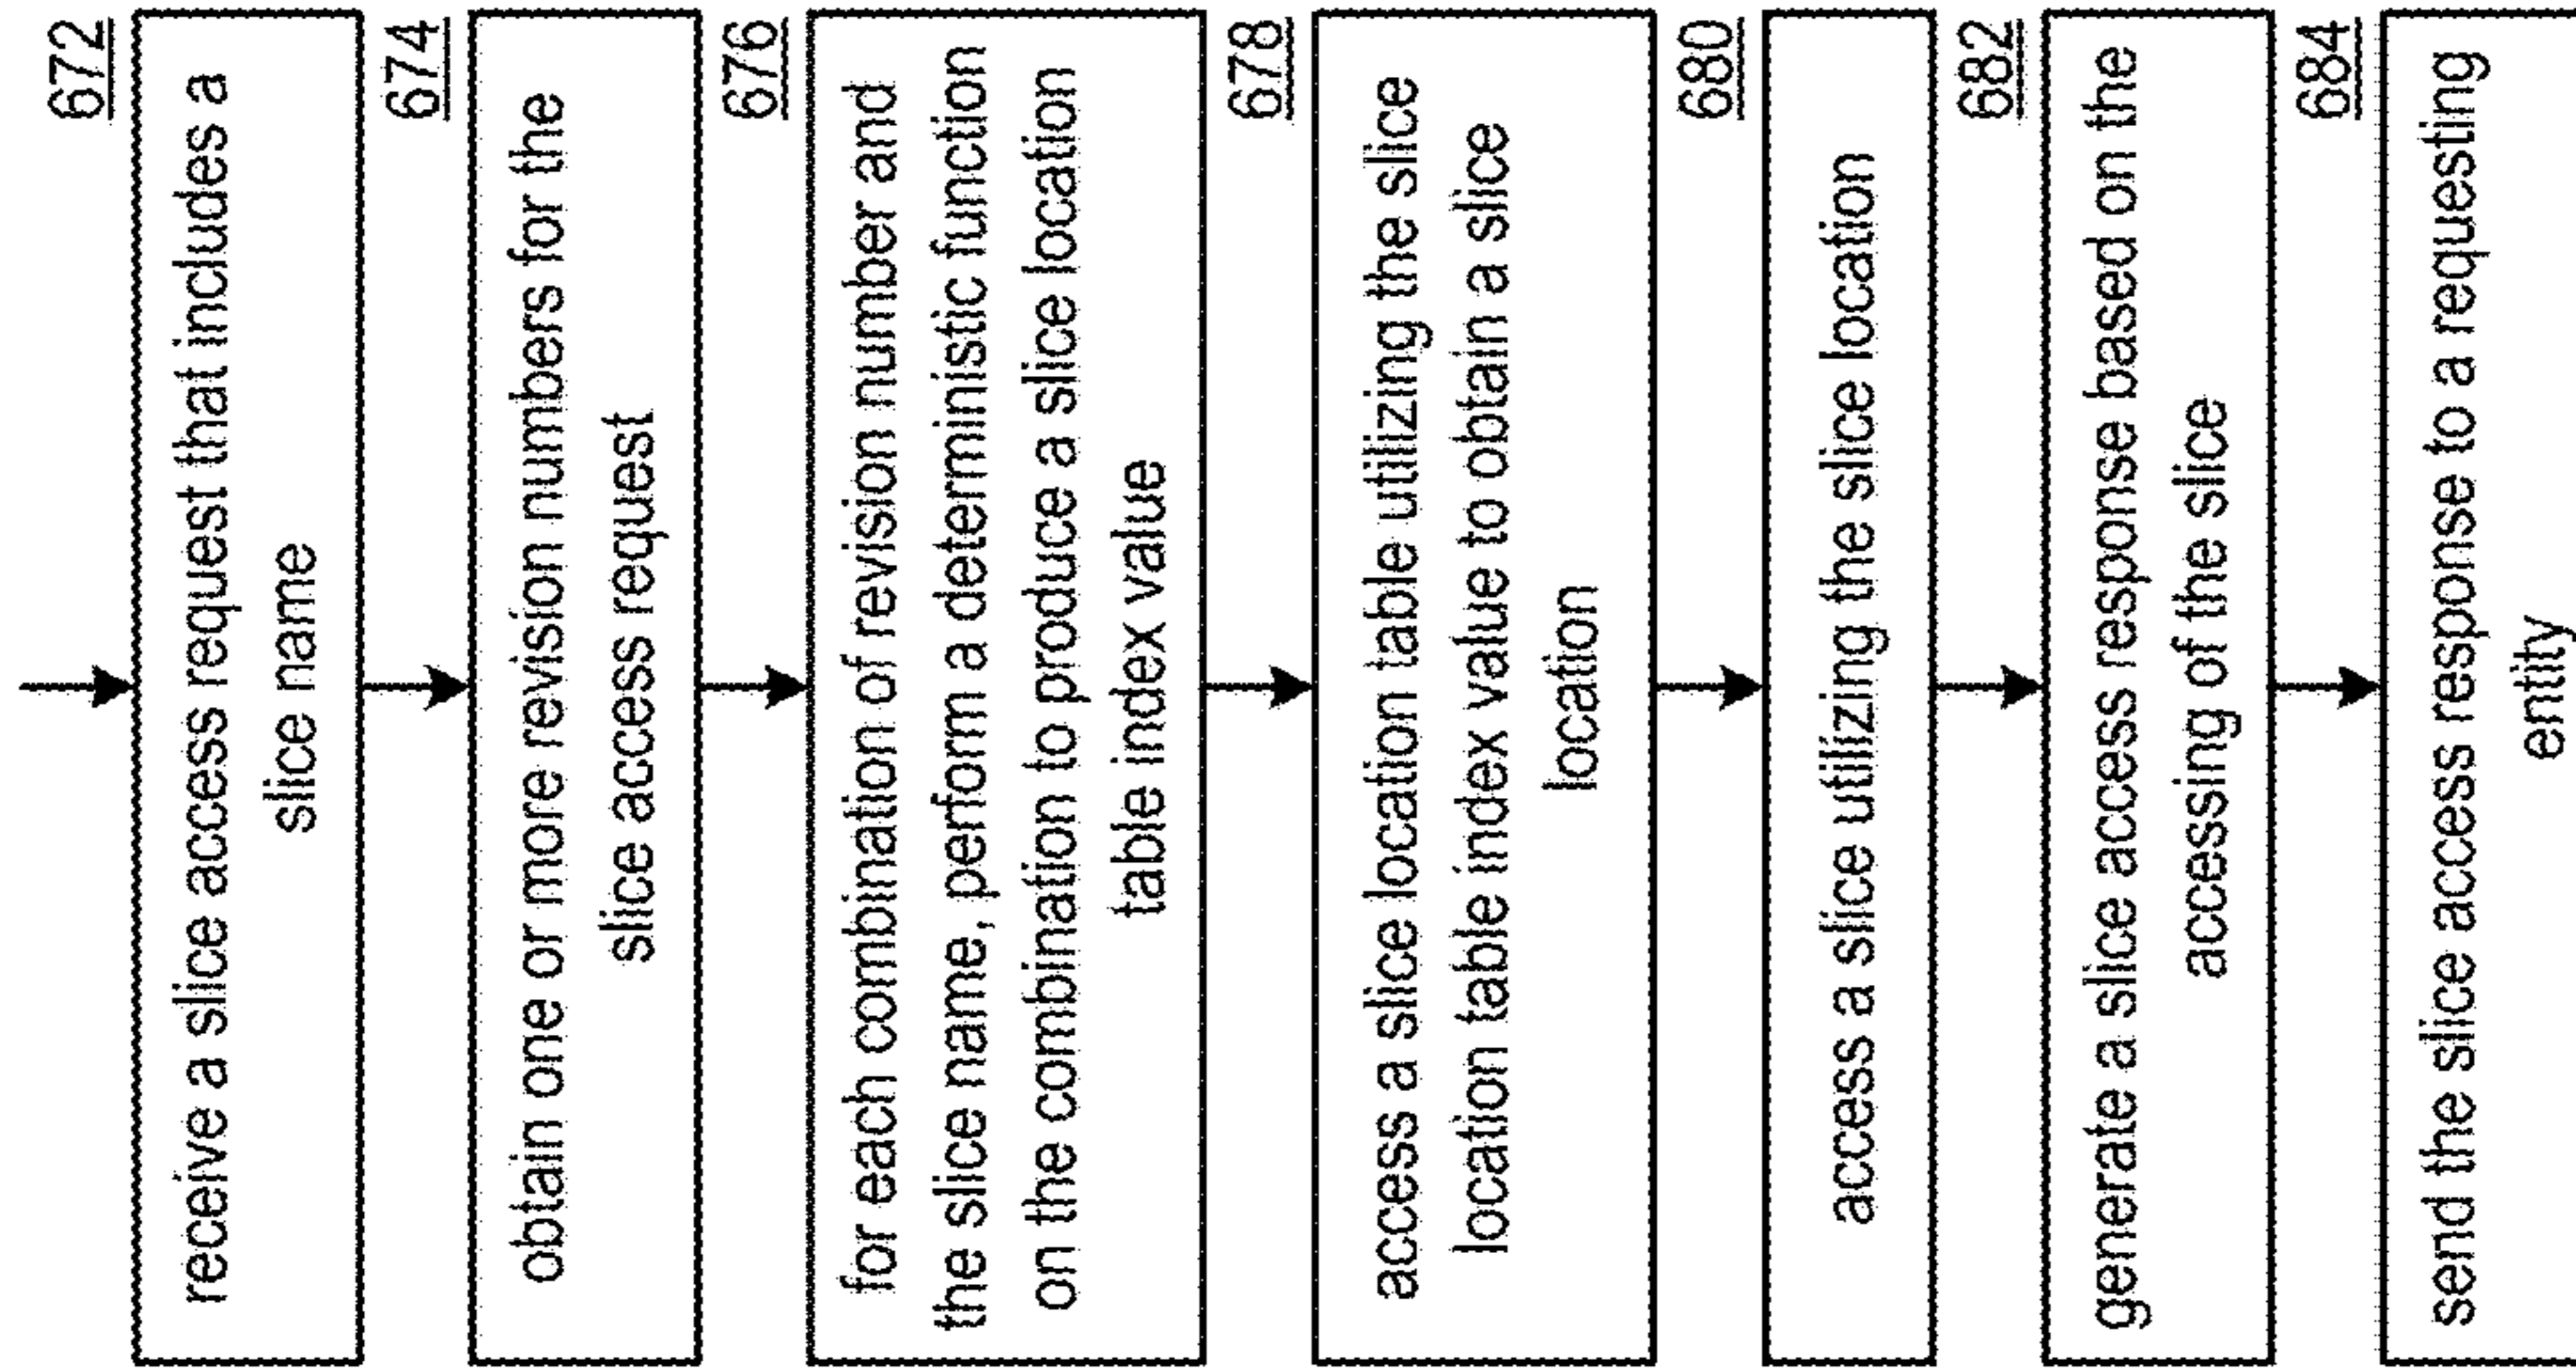 672
receive a slice access request that includes a
slice name
674
obtain one or more revision numbers for the
slice access request
676
for each combination of revision number and
the slice name, perform a deterministic function
on the combination to produce a slice location
table index value
678
access a slice location table utilizing the slice
location table index value to obtain a slice
location
680
access a slice utilizing the slice location
682
generate a slice access response based on the
accessing of the slice
684
send the slice access response to a requesting
entity